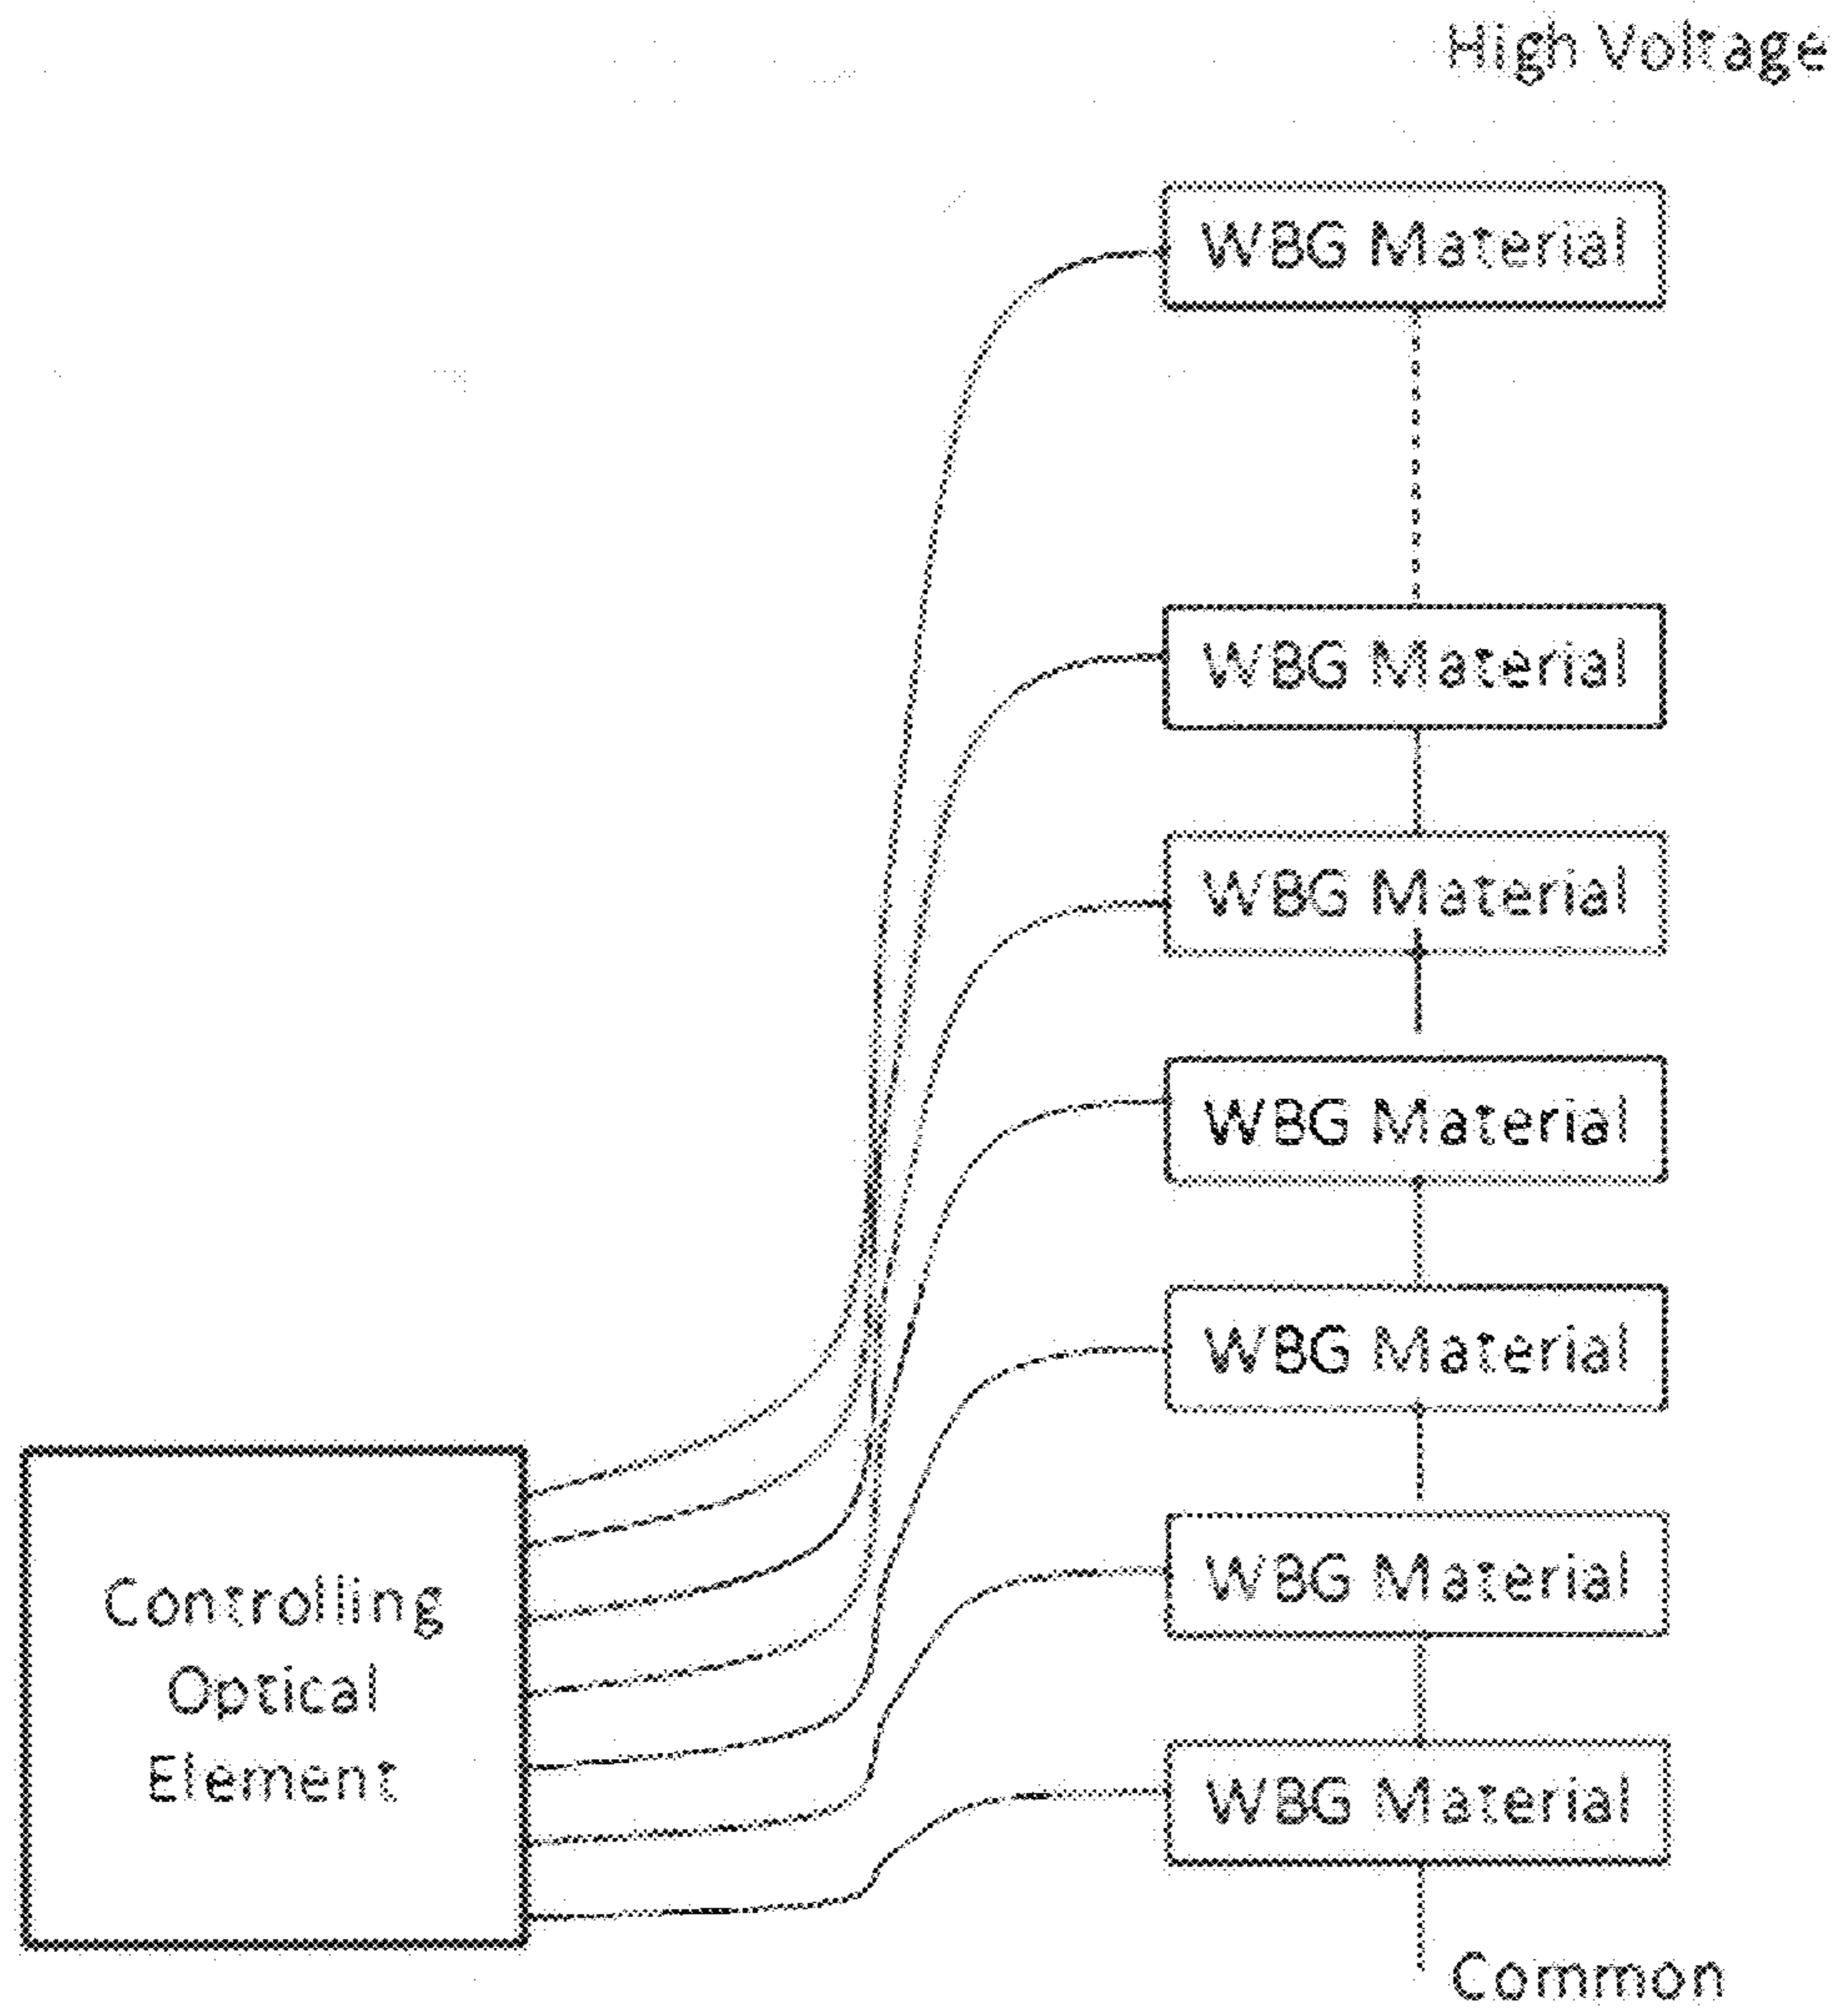 High Voltage
WBG Material
WBG Material
WBG Material
WBG Material
WBG Material
WBG Material
WBG Material
Controlling
Optical
Element
Common